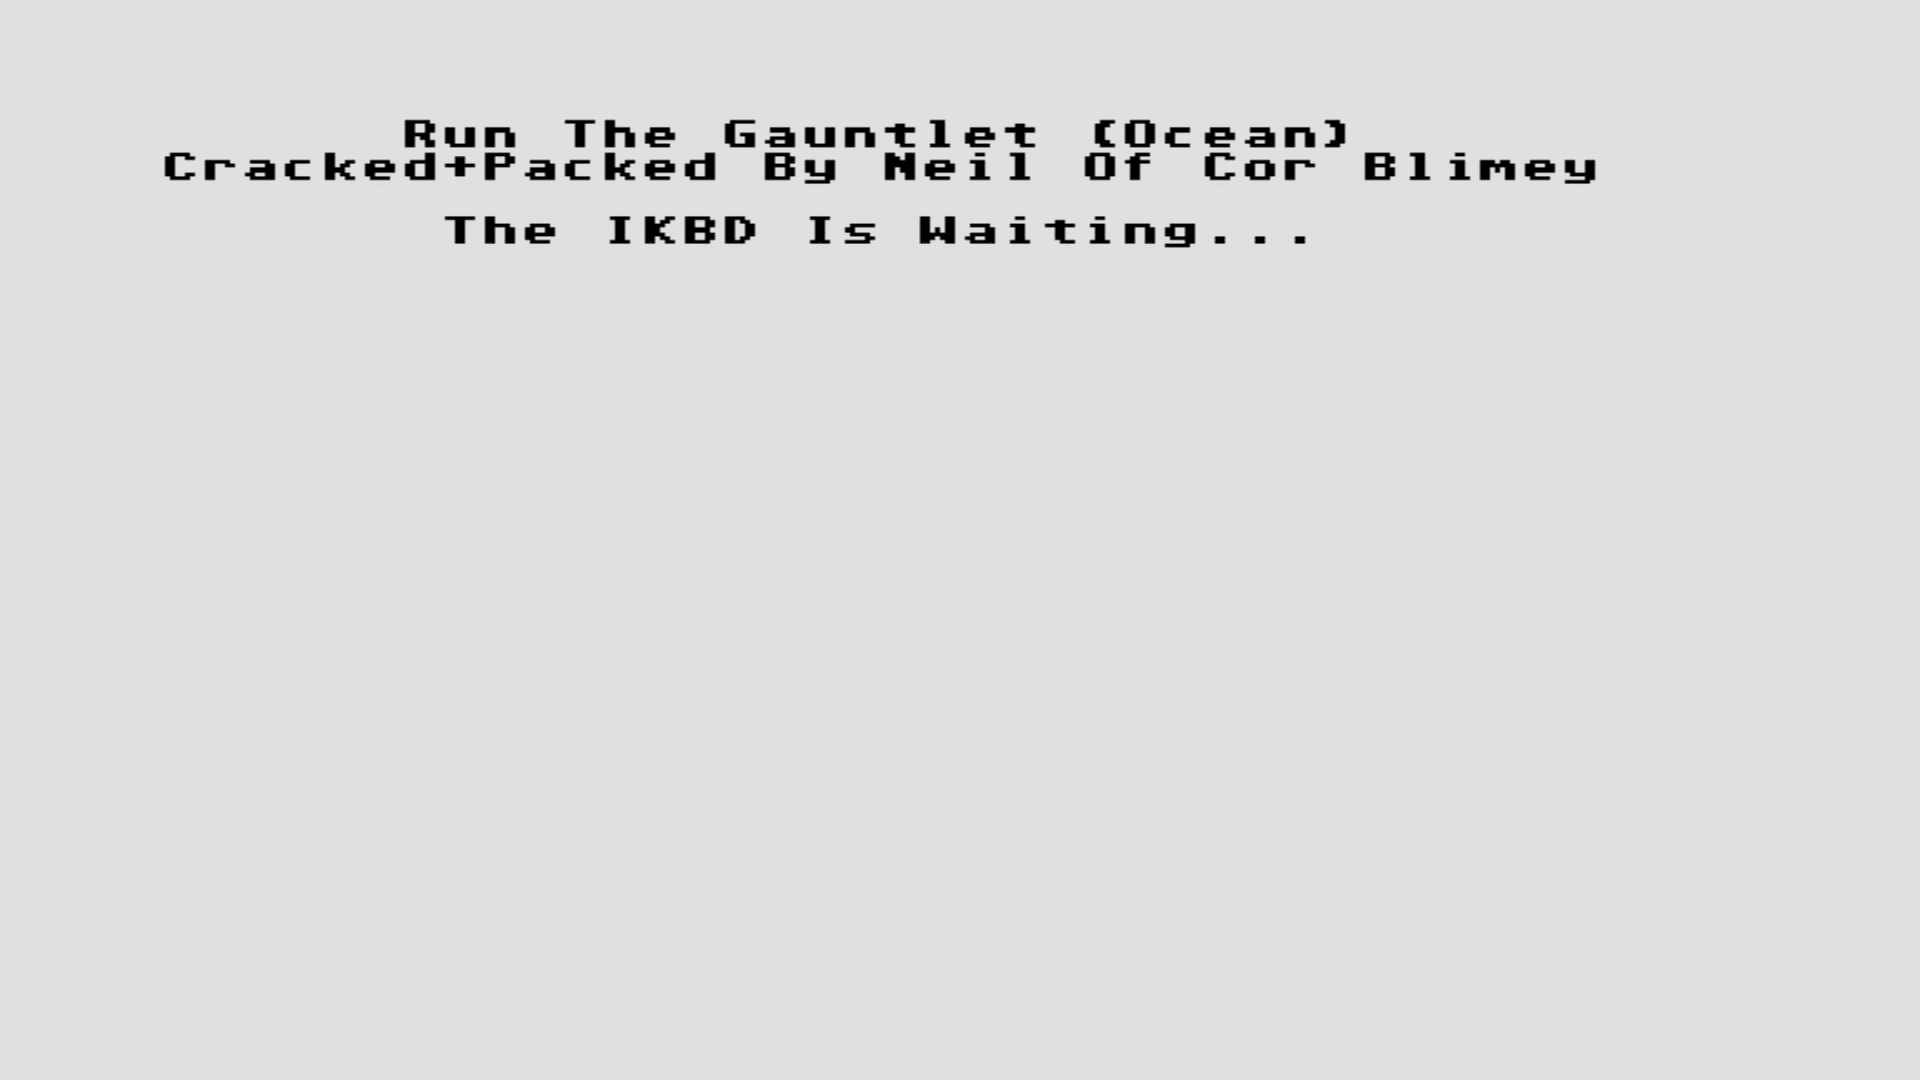 Run The Gauntlet (Ocean)
Cracked+Packed By Neil Of Cor Blimey
The IKBD Is Waiting...